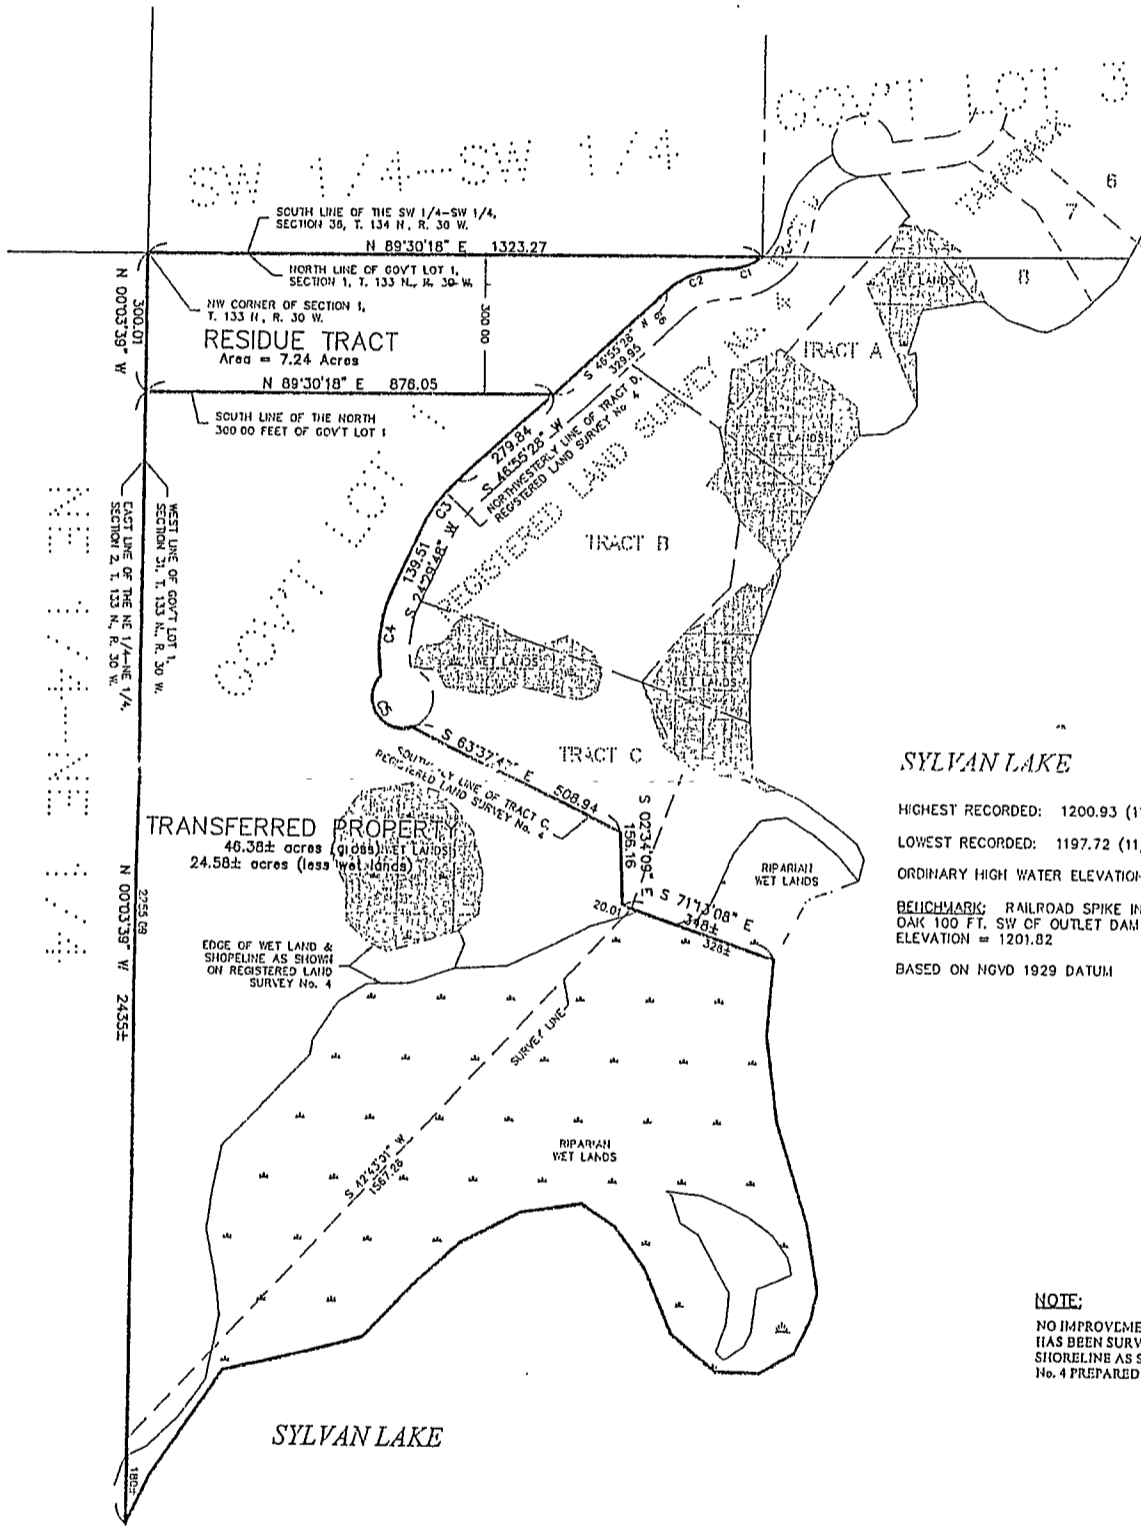 GOV'T LOT 3
SW 1/4—SW 1/4
TAMARACK
6
7
8
SOUTH LINE OF THE SW 1/4-SW 1/4,
SECTION 36, T. 134 N., R. 30 W.
N 89°30'18" E 1323.27
NORTH LINE OF GOV'T LOT 1,
SECTION 1, T. 133 N., R. 30 W.
NW CORNER OF SECTION 1,
T. 133 N., R. 30 W.
300.01
N 00°03'39" W
300.00
RESIDUE TRACT
Area = 7.24 Acres
N 89°30'18" E 876.05
SOUTH LINE OF THE NORTH
300.00 FEET OF GOV'T LOT 1
C1
C2
66
S 46°55'28" W
329.95
WET LANDS
TRACT A
WET LANDS
279.84
S 46°55'28" W
NORTHWESTERLY LINE OF TRACT D,
REGISTERED LAND SURVEY No. 4
REGISTERED LAND SURVEY No. 4
TRACT B
C3
139.51
S 24°29'48" W
C4
C5
GOV'T LOT 1
WEST LINE OF GOV'T LOT 1,
SECTION 31, T. 133 N., R. 30 W.
EAST LINE OF THE NE 1/4-NE 1/4,
SECTION 2, T. 133 N., R. 30 W.
NE 1/4—NE 1/4
WET LANDS
WET LANDS
TRACT C
S 63°37'47" E
508.94
SOUTHERLY LINE OF TRACT C,
REGISTERED LAND SURVEY No. 4
TRANSFERRED PROPERTY
46.38± acres (gross)
WET LANDS
24.58± acres (less wet lands)
2755.09
N 00°03'39" W 2435±
S 02°34'09" E
156.16
20.01
S 71°13'08" E
348±
328±
RIPARIAN
WET LANDS
EDGE OF WET LAND &
SHORELINE AS SHOWN
ON REGISTERED LAND
SURVEY No. 4
SURVEY LINE
S 42°43'01" W
1567.26
RIPARIAN
WET LANDS
180±
SYLVAN LAKE
SYLVAN LAKE
HIGHEST RECORDED: 1200.93 (1
LOWEST RECORDED: 1197.72 (11
ORDINARY HIGH WATER ELEVATION
BENCHMARK: RAILROAD SPIKE IN
OAK 100 FT. SW OF OUTLET DAM
ELEVATION = 1201.82
BASED ON NGVD 1929 DATUM
NOTE:
NO IMPROVEME
HAS BEEN SURV
SHORELINE AS S
No. 4 PREPARED